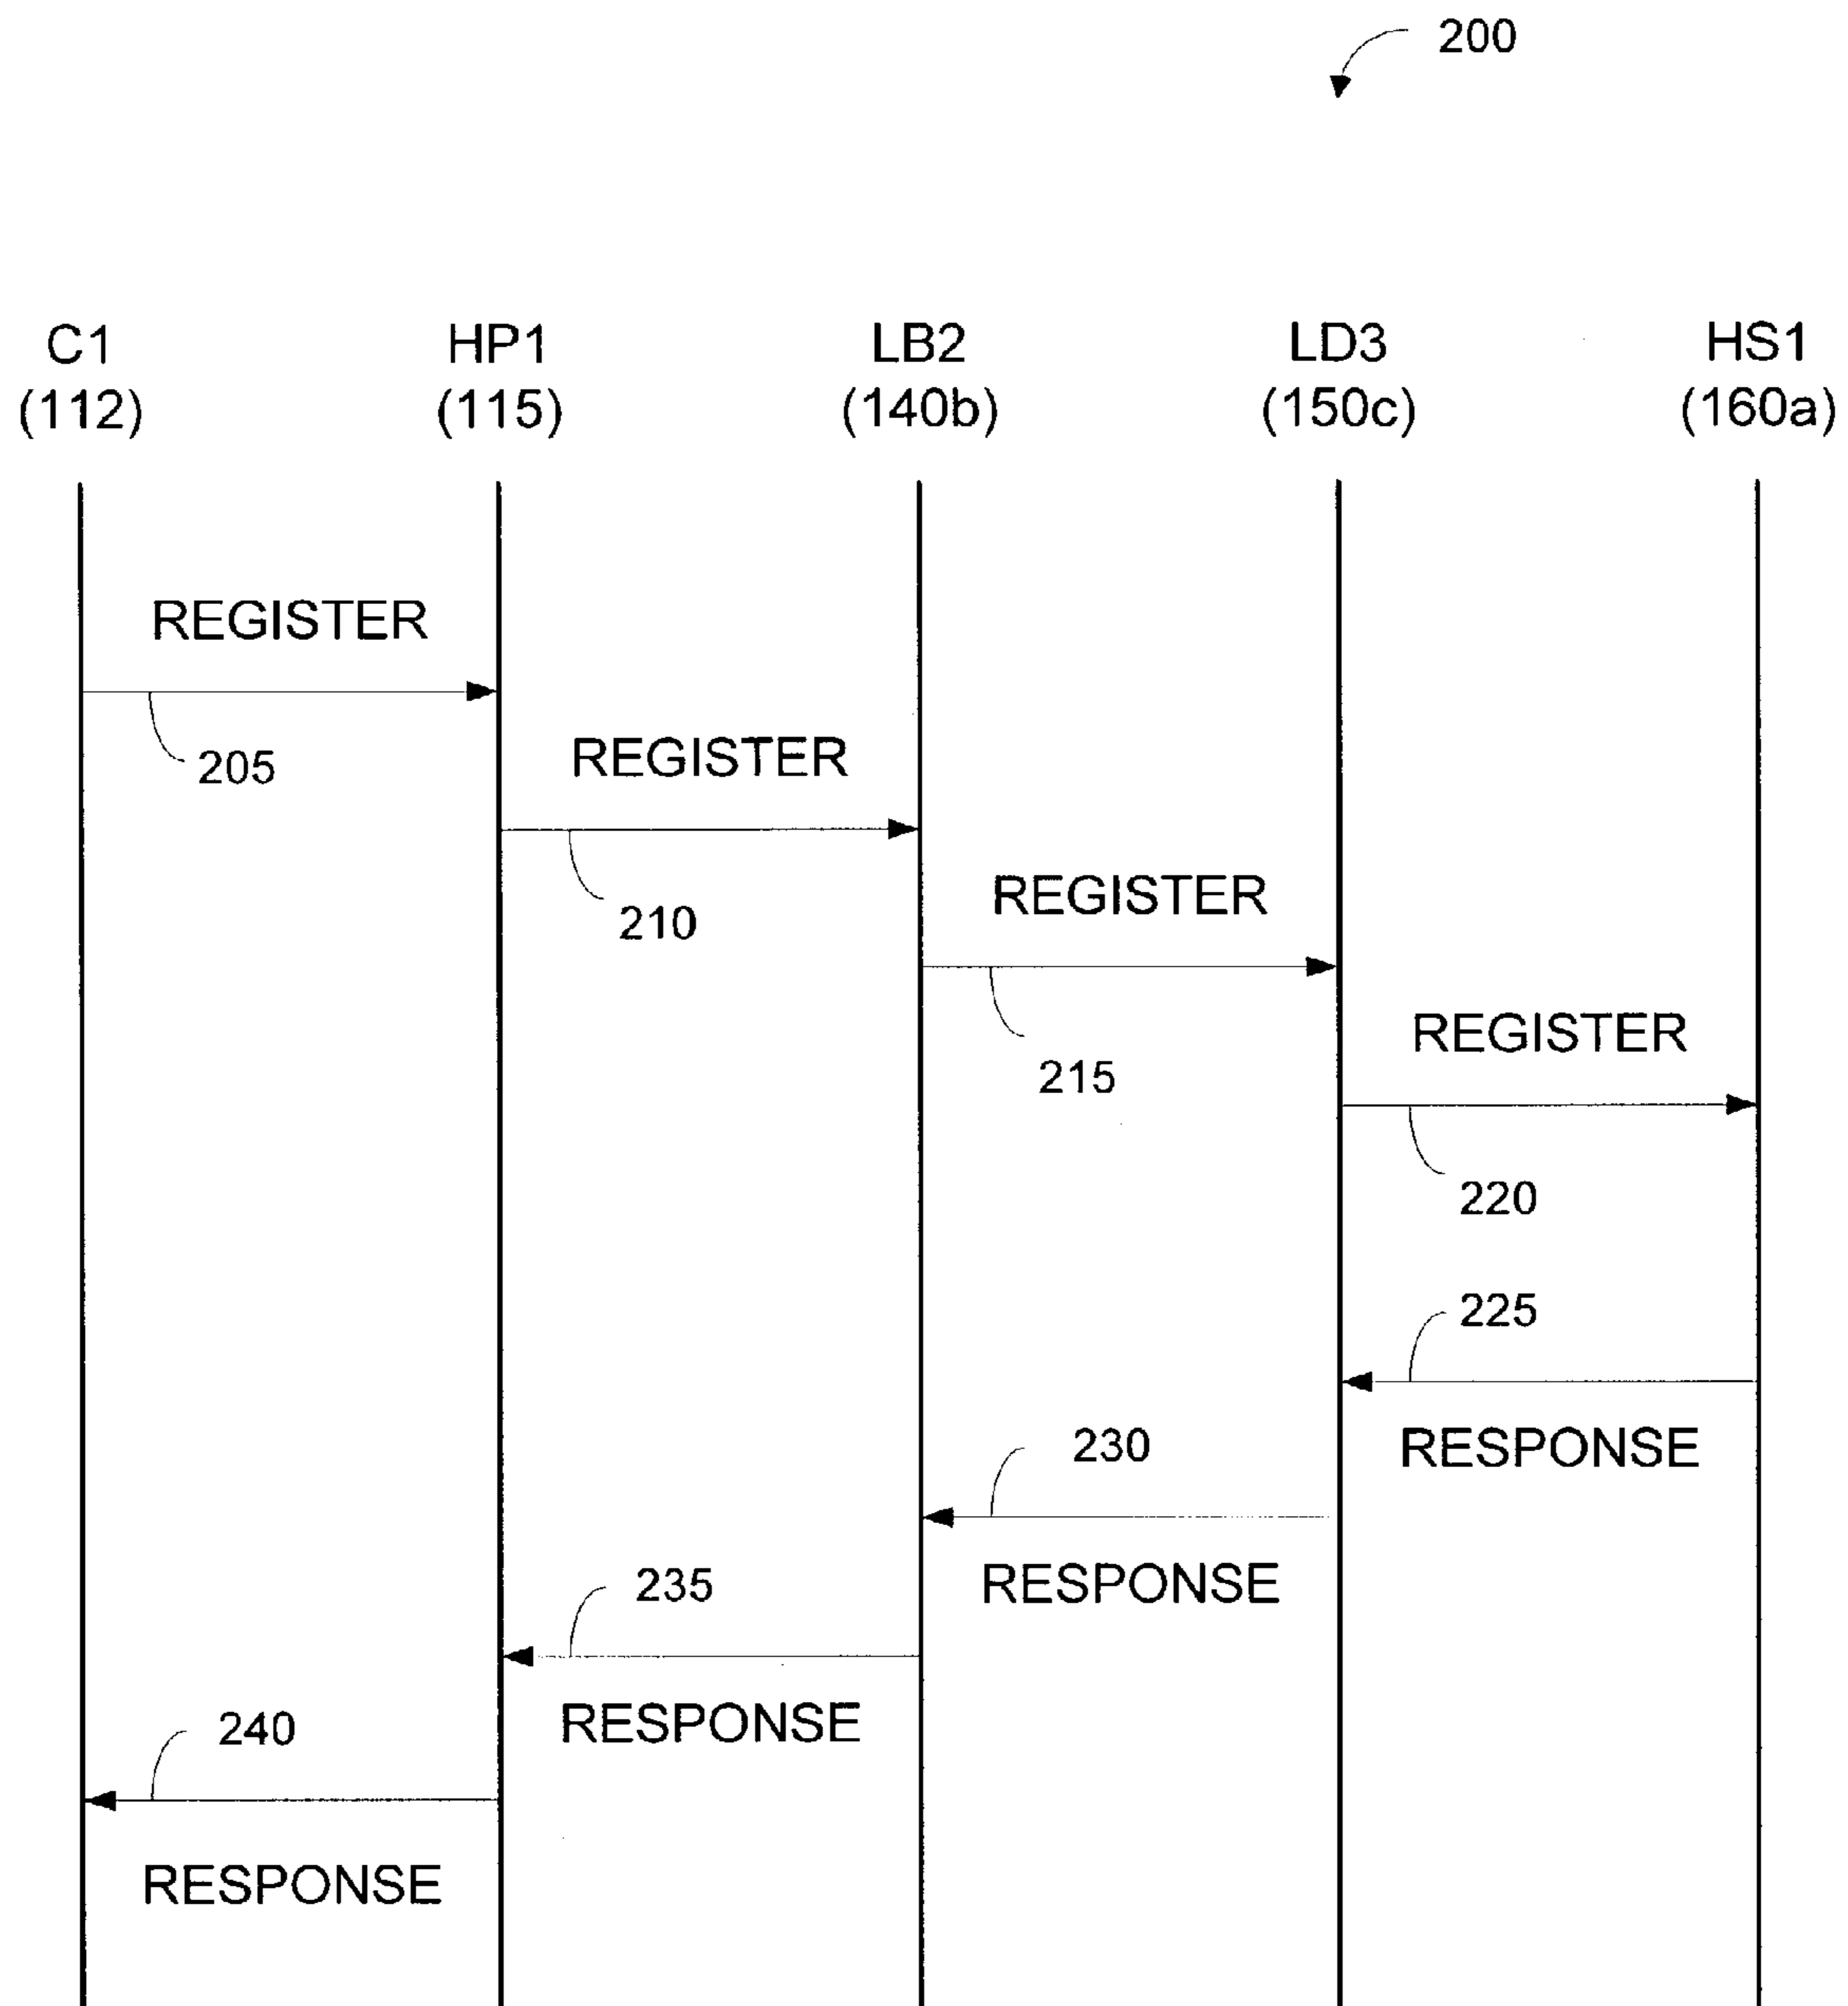 200
C1 HP1 LB2 LD3 HS1
(112) (115) (140b) (150c) (160a)
REGISTER
205
REGISTER
210
REGISTER
215
REGISTER
220
225
RESPONSE
230
RESPONSE
235
RESPONSE
240
RESPONSE